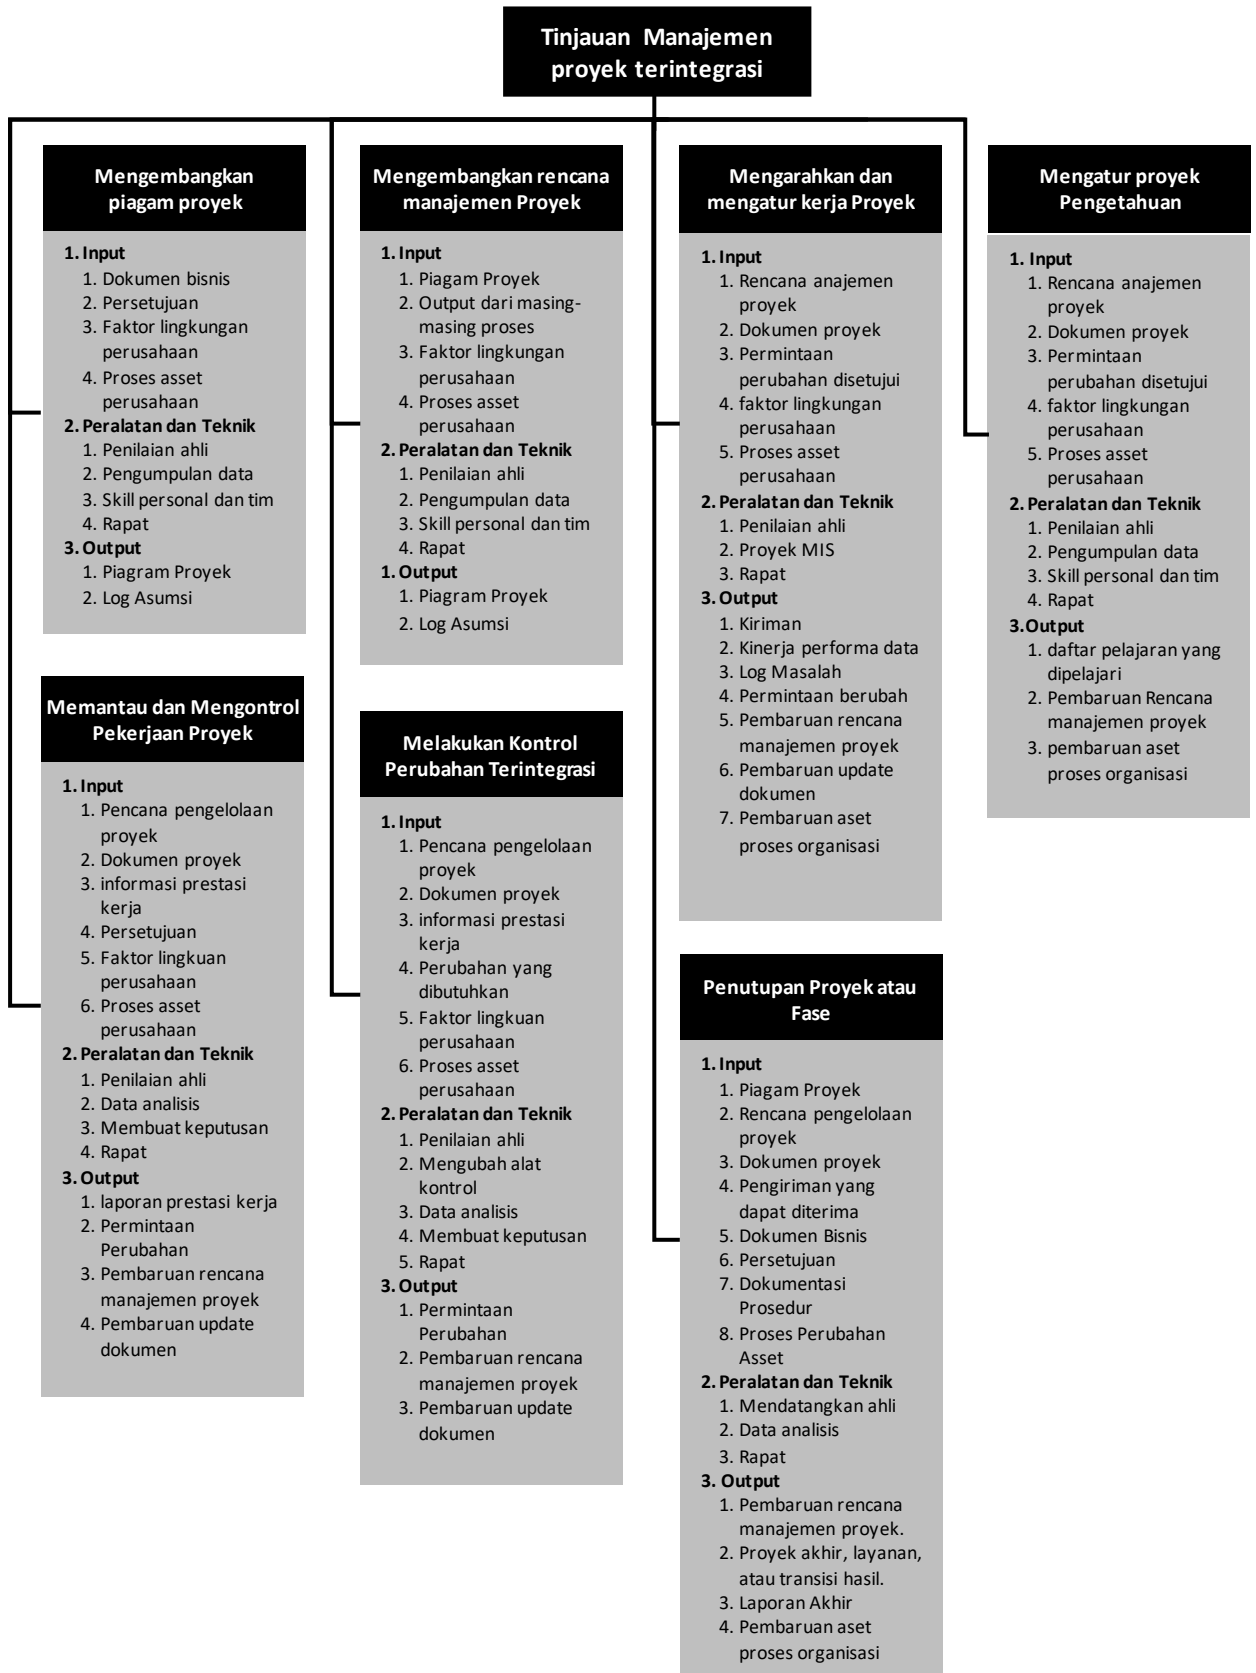 Tinjauan Manajemen
proyek terintegrasi
Mengembangkan
piagam proyek
1. Input
1. Dokumen bisnis
2. Persetujuan
3. Faktor lingkungan
perusahaan
4. Proses asset
perusahaan
2. Peralatan dan Teknik
1. Penilaian ahli
2. Pengumpulan data
3. Skill personal dan tim
4. Rapat
3. Output
1. Piagram Proyek
2. Log Asumsi
Mengembangkan rencana
manajemen Proyek
1. Input
1. Piagam Proyek
2. Output dari masing-
masing proses
3. Faktor lingkungan
perusahaan
4. Proses asset
perusahaan
2. Peralatan dan Teknik
1. Penilaian ahli
2. Pengumpulan data
3. Skill personal dan tim
4. Rapat
1. Output
1. Piagram Proyek
2. Log Asumsi
Mengarahkan dan
mengatur kerja Proyek
1. Input
1. Rencana anajemen
proyek
2. Dokumen proyek
3. Permintaan
perubahan disetujui
4. faktor lingkungan
perusahaan
5. Proses asset
perusahaan
2. Peralatan dan Teknik
1. Penilaian ahli
2. Proyek MIS
3. Rapat
3. Output
1. Kiriman
2. Kinerja performa data
3. Log Masalah
4. Permintaan berubah
5. Pembaruan rencana
manajemen proyek
6. Pembaruan update
dokumen
7. Pembaruan aset
proses organisasi
Mengatur proyek
Pengetahuan
1. Input
1. Rencana anajemen
proyek
2. Dokumen proyek
3. Permintaan
perubahan disetujui
4. faktor lingkungan
perusahaan
5. Proses asset
perusahaan
2. Peralatan dan Teknik
1. Penilaian ahli
2. Pengumpulan data
3. Skill personal dan tim
4. Rapat
3.Output
1. daftar pelajaran yang
dipelajari
2. Pembaruan Rencana
manajemen proyek
3. pembaruan aset
proses organisasi
Memantau dan Mengontrol
Pekerjaan Proyek
1. Input
1. Pencana pengelolaan
proyek
2. Dokumen proyek
3. informasi prestasi
kerja
4. Persetujuan
5. Faktor lingkuan
perusahaan
6. Proses asset
perusahaan
2. Peralatan dan Teknik
1. Penilaian ahli
2. Data analisis
3. Membuat keputusan
4. Rapat
3. Output
1. laporan prestasi kerja
2. Permintaan
Perubahan
3. Pembaruan rencana
manajemen proyek
4. Pembaruan update
dokumen
Melakukan Kontrol
Perubahan Terintegrasi
1. Input
1. Pencana pengelolaan
proyek
2. Dokumen proyek
3. informasi prestasi
kerja
4. Perubahan yang
dibutuhkan
5. Faktor lingkuan
perusahaan
6. Proses asset
perusahaan
2. Peralatan dan Teknik
1. Penilaian ahli
2. Mengubah alat
kontrol
3. Data analisis
4. Membuat keputusan
5. Rapat
3. Output
1. Permintaan
Perubahan
2. Pembaruan rencana
manajemen proyek
3. Pembaruan update
dokumen
Penutupan Proyek atau
Fase
1. Input
1. Piagam Proyek
2. Rencana pengelolaan
proyek
3. Dokumen proyek
4. Pengiriman yang
dapat diterima
5. Dokumen Bisnis
6. Persetujuan
7. Dokumentasi
Prosedur
8. Proses Perubahan
Asset
2. Peralatan dan Teknik
1. Mendatangkan ahli
2. Data analisis
3. Rapat
3. Output
1. Pembaruan rencana
manajemen proyek.
2. Proyek akhir, layanan,
atau transisi hasil.
3. Laporan Akhir
4. Pembaruan aset
proses organisasi